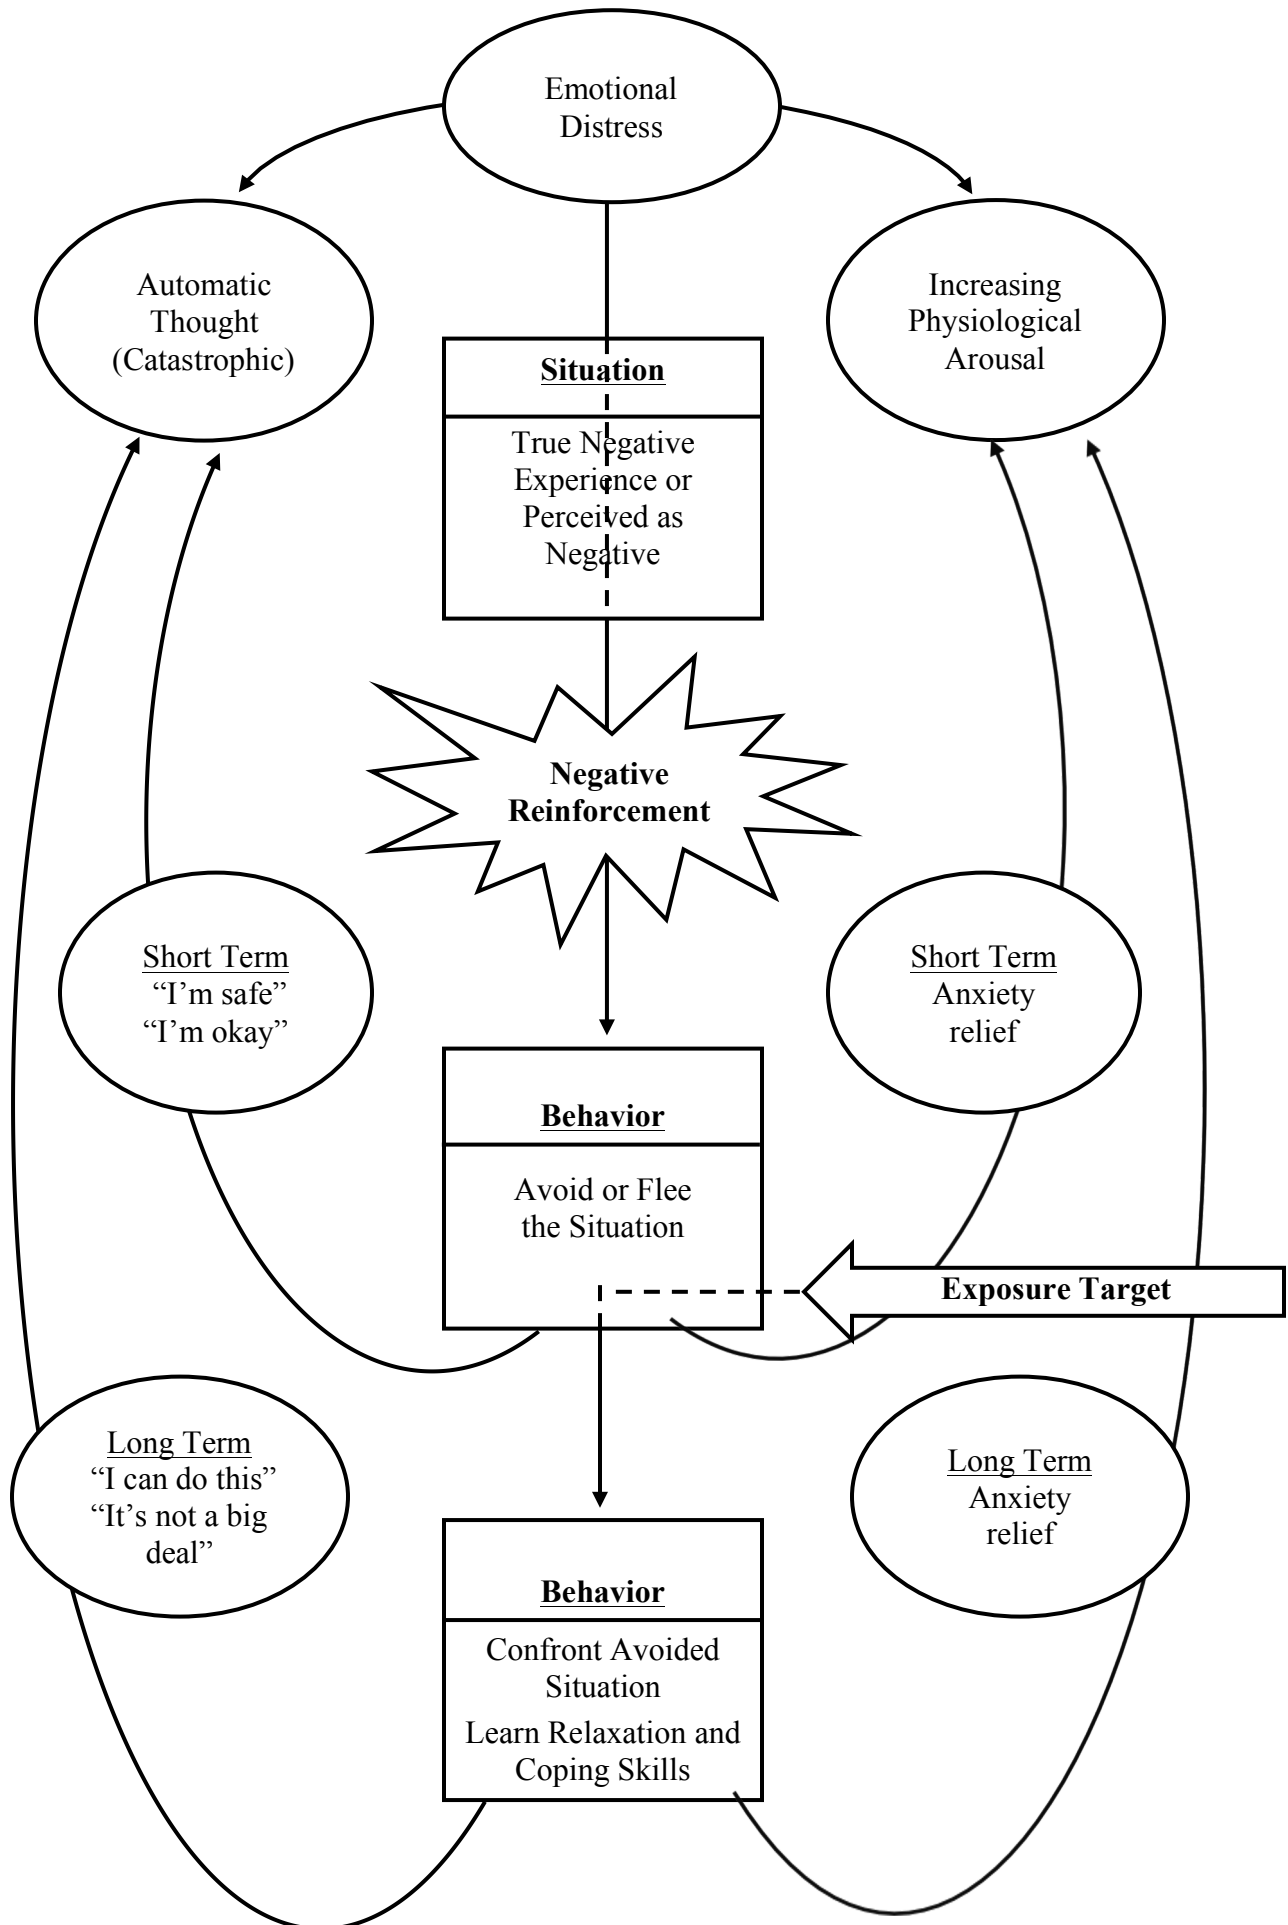 Emotional
Distress
Automatic
Thought
(Catastrophic)
Increasing
Physiological
Arousal
Situation
True Negative
Experience or
Perceived as
Negative
Negative
Reinforcement
Short Term
“I’m safe”
“I’m okay”
Short Term
Anxiety
relief
Behavior
Avoid or Flee
the Situation
Exposure Target
Long Term
“I can do this”
“It’s not a big
deal”
Long Term
Anxiety
relief
Behavior
Confront Avoided
Situation
Learn Relaxation and
Coping Skills